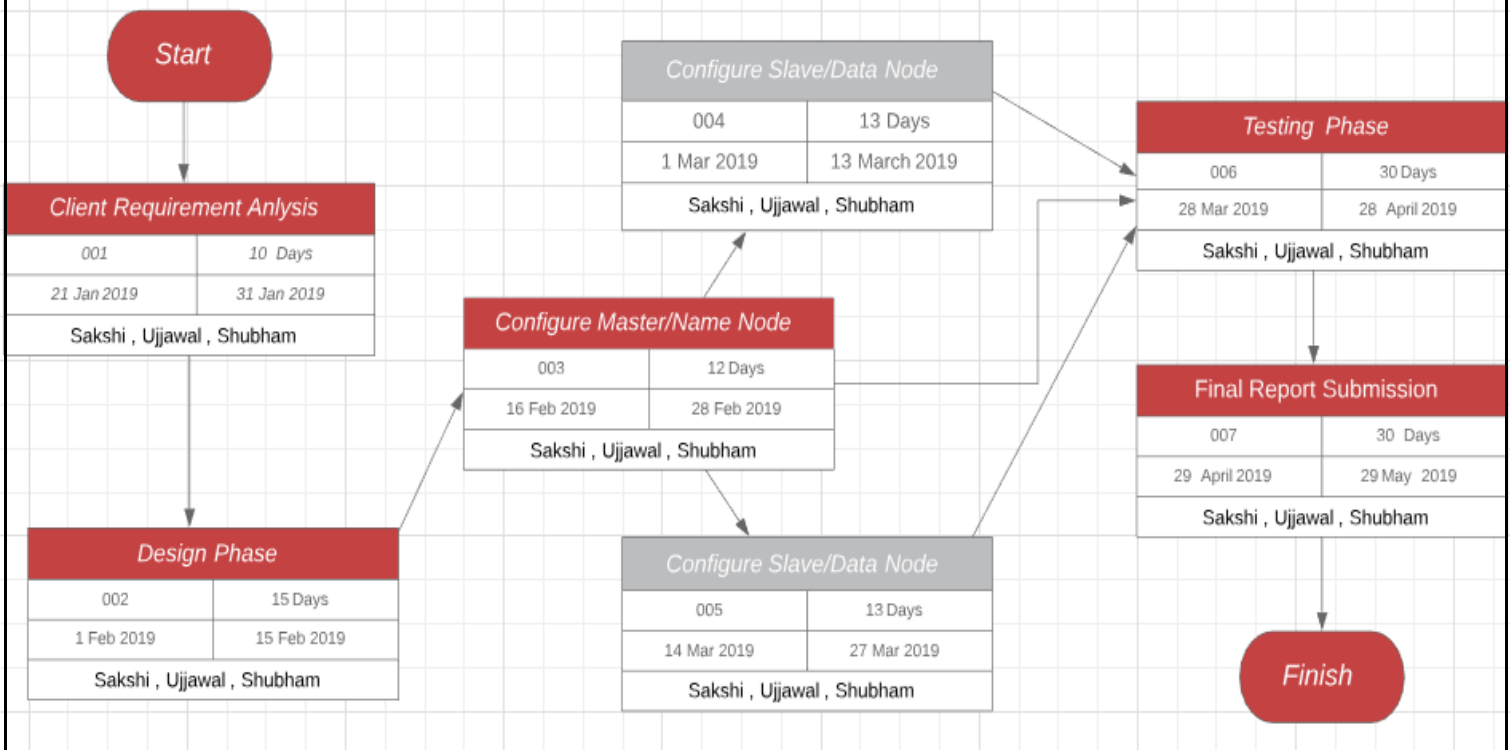 Start
Client Requirement Anlysis
001 10 Days
21 Jan 2019 31 Jan 2019
Sakshi , Ujjawal , Shubham
Design Phase
002 15 Days
1 Feb 2019 15 Feb 2019
Sakshi , Ujjawal , Shubham
Configure Master/Name Node
003 12 Days
16 Feb 2019 28 Feb 2019
Sakshi , Ujjawal , Shubham
Configure Slave/Data Node
004 13 Days
1 Mar 2019 13 March 2019
Sakshi , Ujjawal , Shubham
Configure Slave/Data Node
005 13 Days
14 Mar 2019 27 Mar 2019
Sakshi , Ujjawal , Shubham
Testing Phase
006 30 Days
28 Mar 2019 28 April 2019
Sakshi , Ujjawal , Shubham
Final Report Submission
007 30 Days
29 April 2019 29 May 2019
Sakshi , Ujjawal , Shubham
Finish